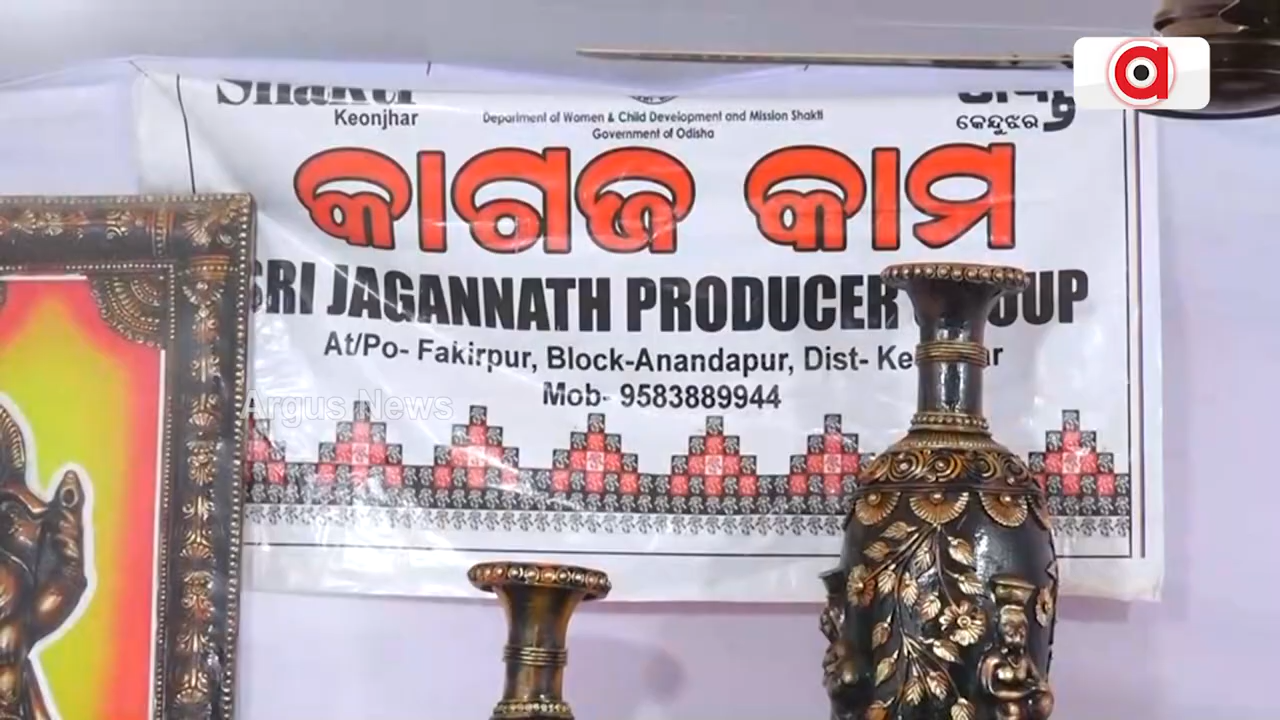 Shakti
Keonjhar
Department of Women & Child Development and Mission Shakti
Government of Odisha
କେନ୍ଦୁଝର
କାଗଜ କାମ
SRI JAGANNATH PRODUCER
At/Po- Fakirpur, Block-Anandapur, Dist-
Mob- 9583889944
Argus News